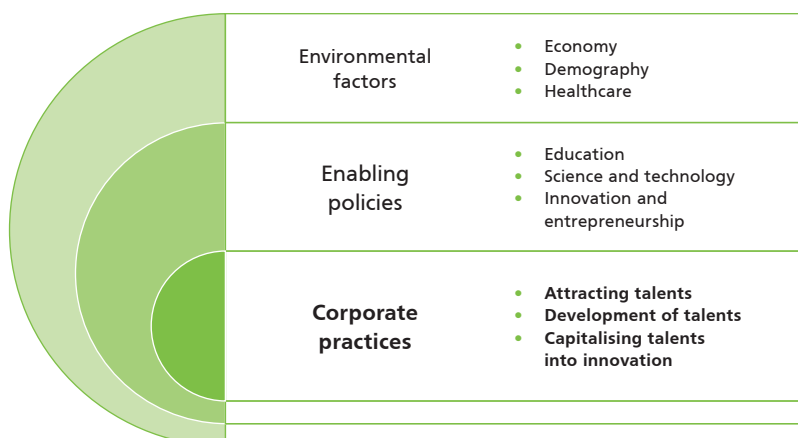 Environmental
factors
• Economy
• Demography
• Healthcare
Enabling
policies
• Education
• Science and technology
• Innovation and
entrepreneurship
Corporate
practices
• Attracting talents
• Development of talents
• Capitalising talents
into innovation